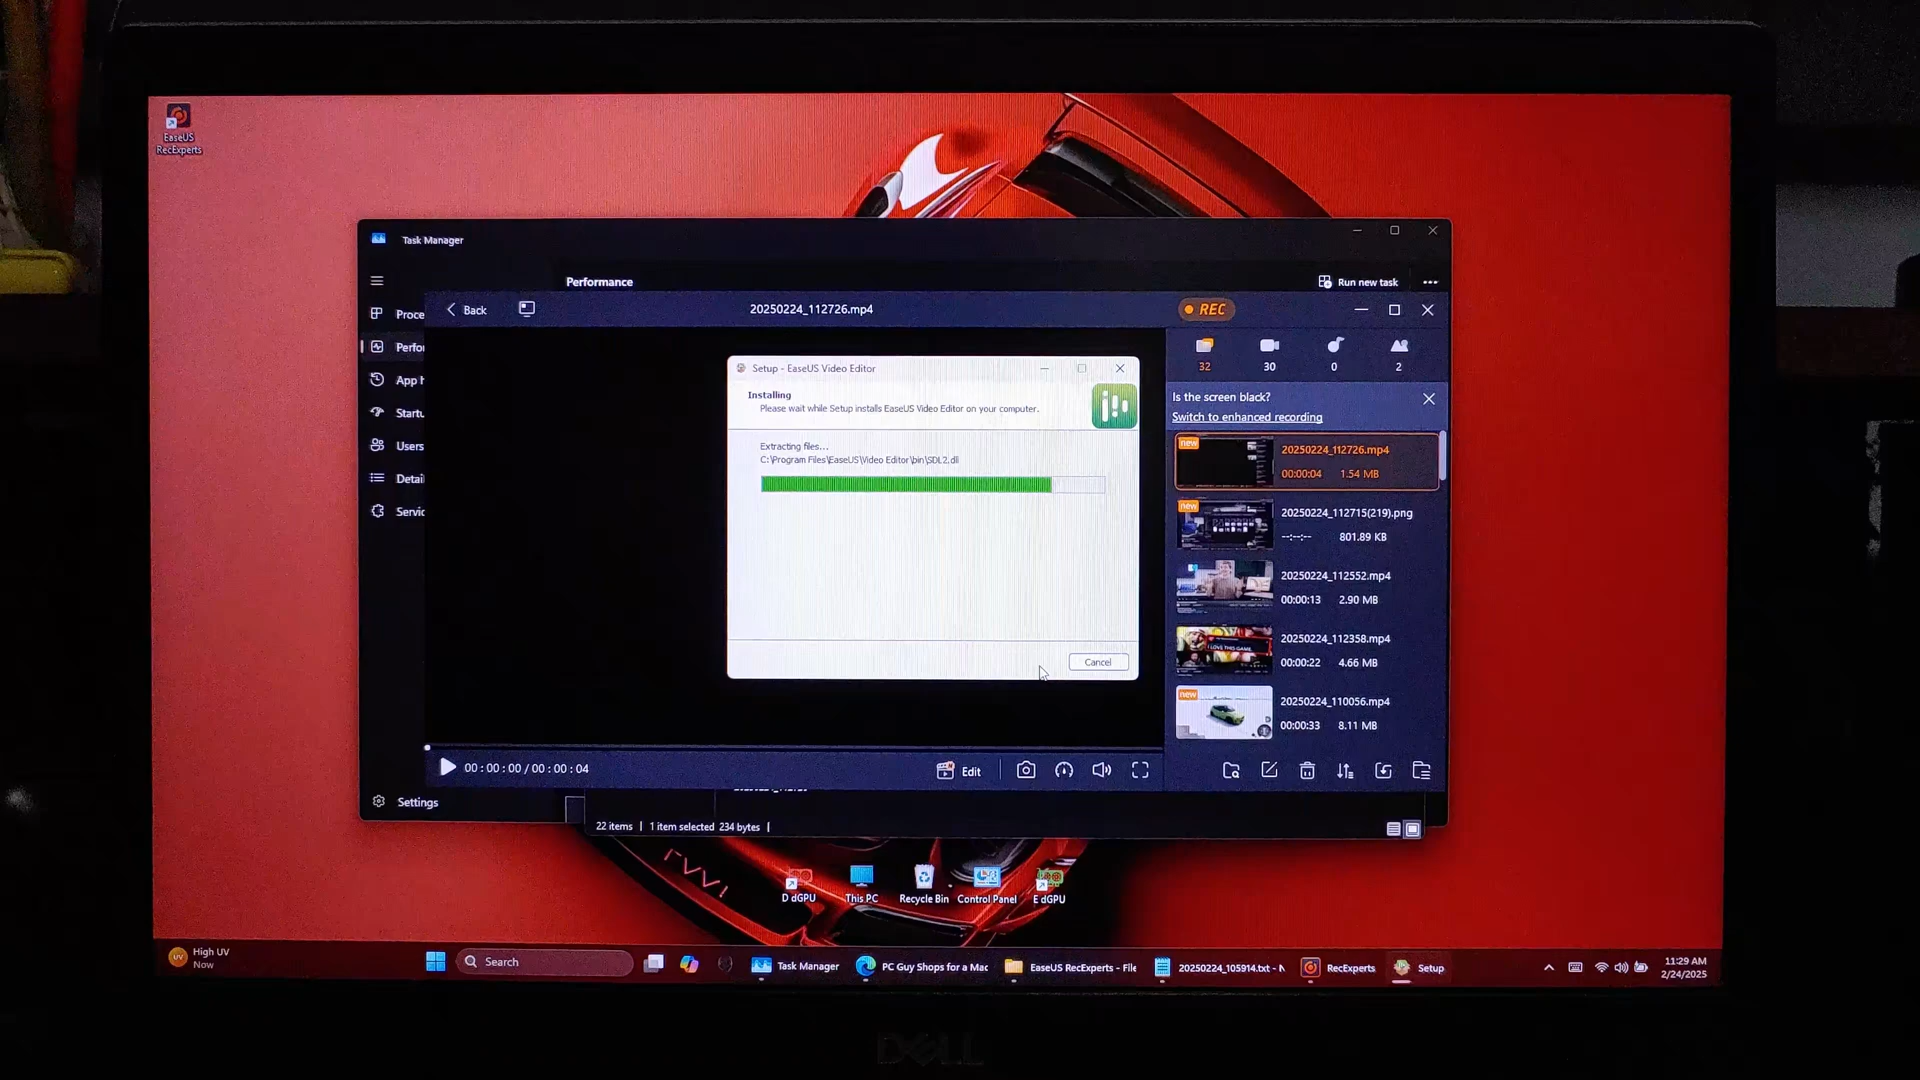 EaseUS
RecExperts
Task Manager
Performance
Run new task
Proce
Perfo
App h
Startu
Users
Detai
Servic
Settings
Back
20250224_112726.mp4
REC
32
30
0
2
Is the screen black?
Switch to enhanced recording
new
20250224_112726.mp4
00:00:04 1.54 MB
new
20250224_112715(219).png
--:--:-- 801.89 KB
20250224_112552.mp4
00:00:13 2.90 MB
I LOVE THIS GAME
20250224_112358.mp4
00:00:22 4.66 MB
new
20250224_110056.mp4
00:00:33 8.11 MB
Setup - EaseUS Video Editor
Installing
Please wait while Setup installs EaseUS Video Editor on your computer.
Extracting files...
C:\Program Files\EaseUS\Video Editor\bin\SDL2.dll
Cancel
00:00:00 / 00:00:04
Edit
22 items | 1 item selected 234 bytes |
D dGPU
This PC
Recycle Bin
Control Panel
E dGPU
UV
High UV
Now
Search
Task Manager
PC Guy Shops for a Mac
EaseUS RecExperts - File
20250224_105914.txt - N
RecExperts
Setup
11:29 AM
2/24/2025
DELL